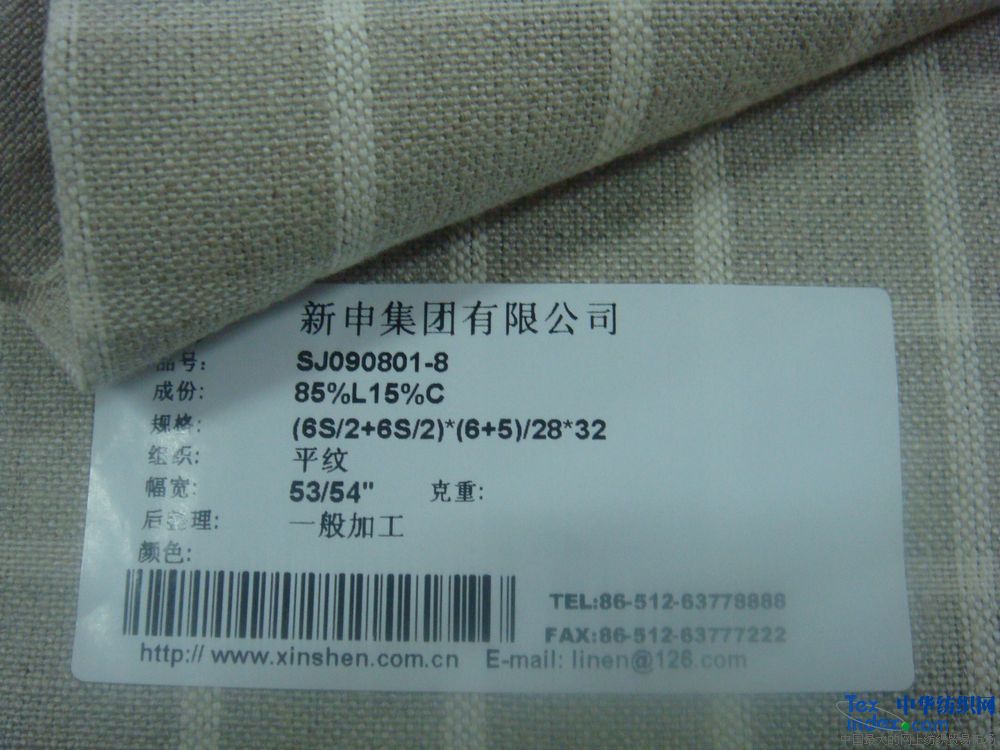 新申集团有限公司
品号: SJ090801-8
成份: 85%L15%C
规格: (6S/2+6S/2)*(6+5)/28*32
组织: 平纹
幅宽: 53/54" 克重:
后整理: 一般加工
颜色:
TEL:86-512-63778888
FAX:86-512-63777222
http:// www.xinshen.com.cn E-mail: linen@126.com
Tex 中华纺织网
index.com